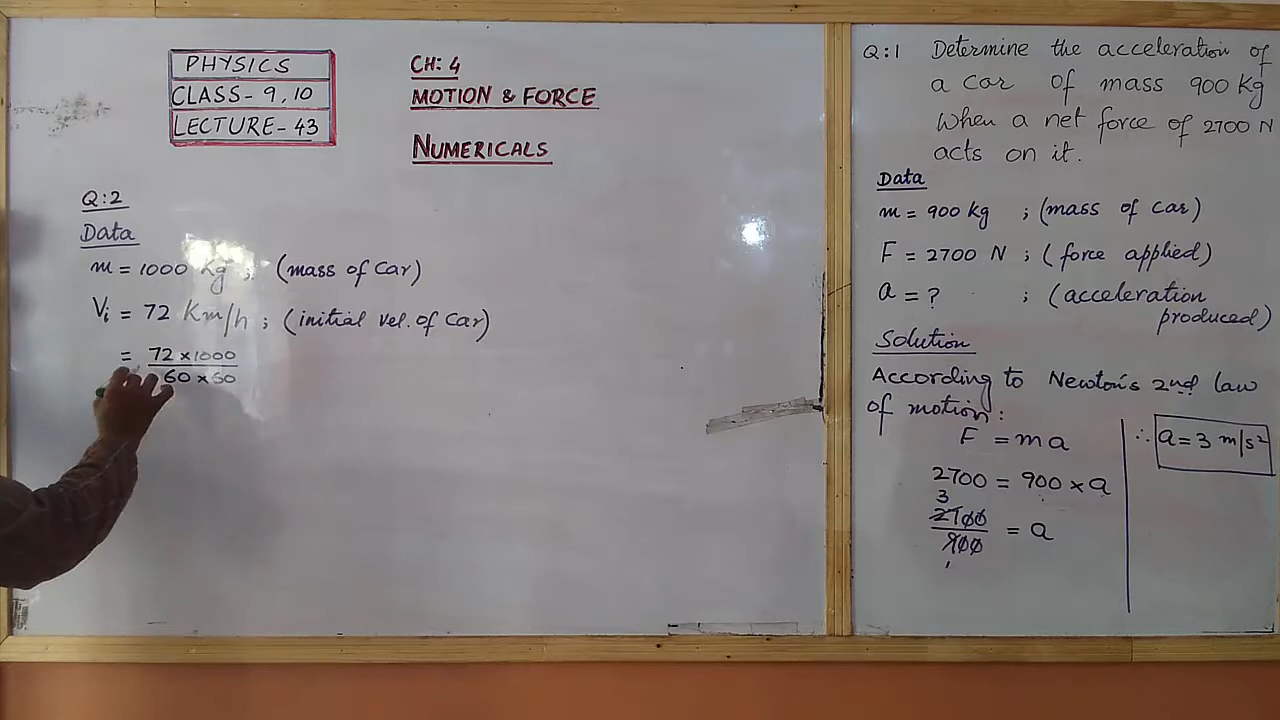 PHYSICS
CLASS-9,10
LECTURE-43
CH: 4
MOTION & FORCE
NUMERICALS
Q:2
Data
m = 1000 Kg ; (mass of Car)
Vi = 72 Km/h ; (initial vel. of Car)
= 72 × 1000
60 × 60
Q:1 Determine the acceleration of
a car of mass 900 Kg
When a net force of 2700 N
acts on it.
Data
m = 900 kg ; (mass of car)
F = 2700 N ; (force applied)
a = ? ; (acceleration
produced)
Solution
According to Newton's 2nd law
of motion:
F = ma
2700 = 900 × a
3
2700
900 = a
1
∴ a = 3 m/s²